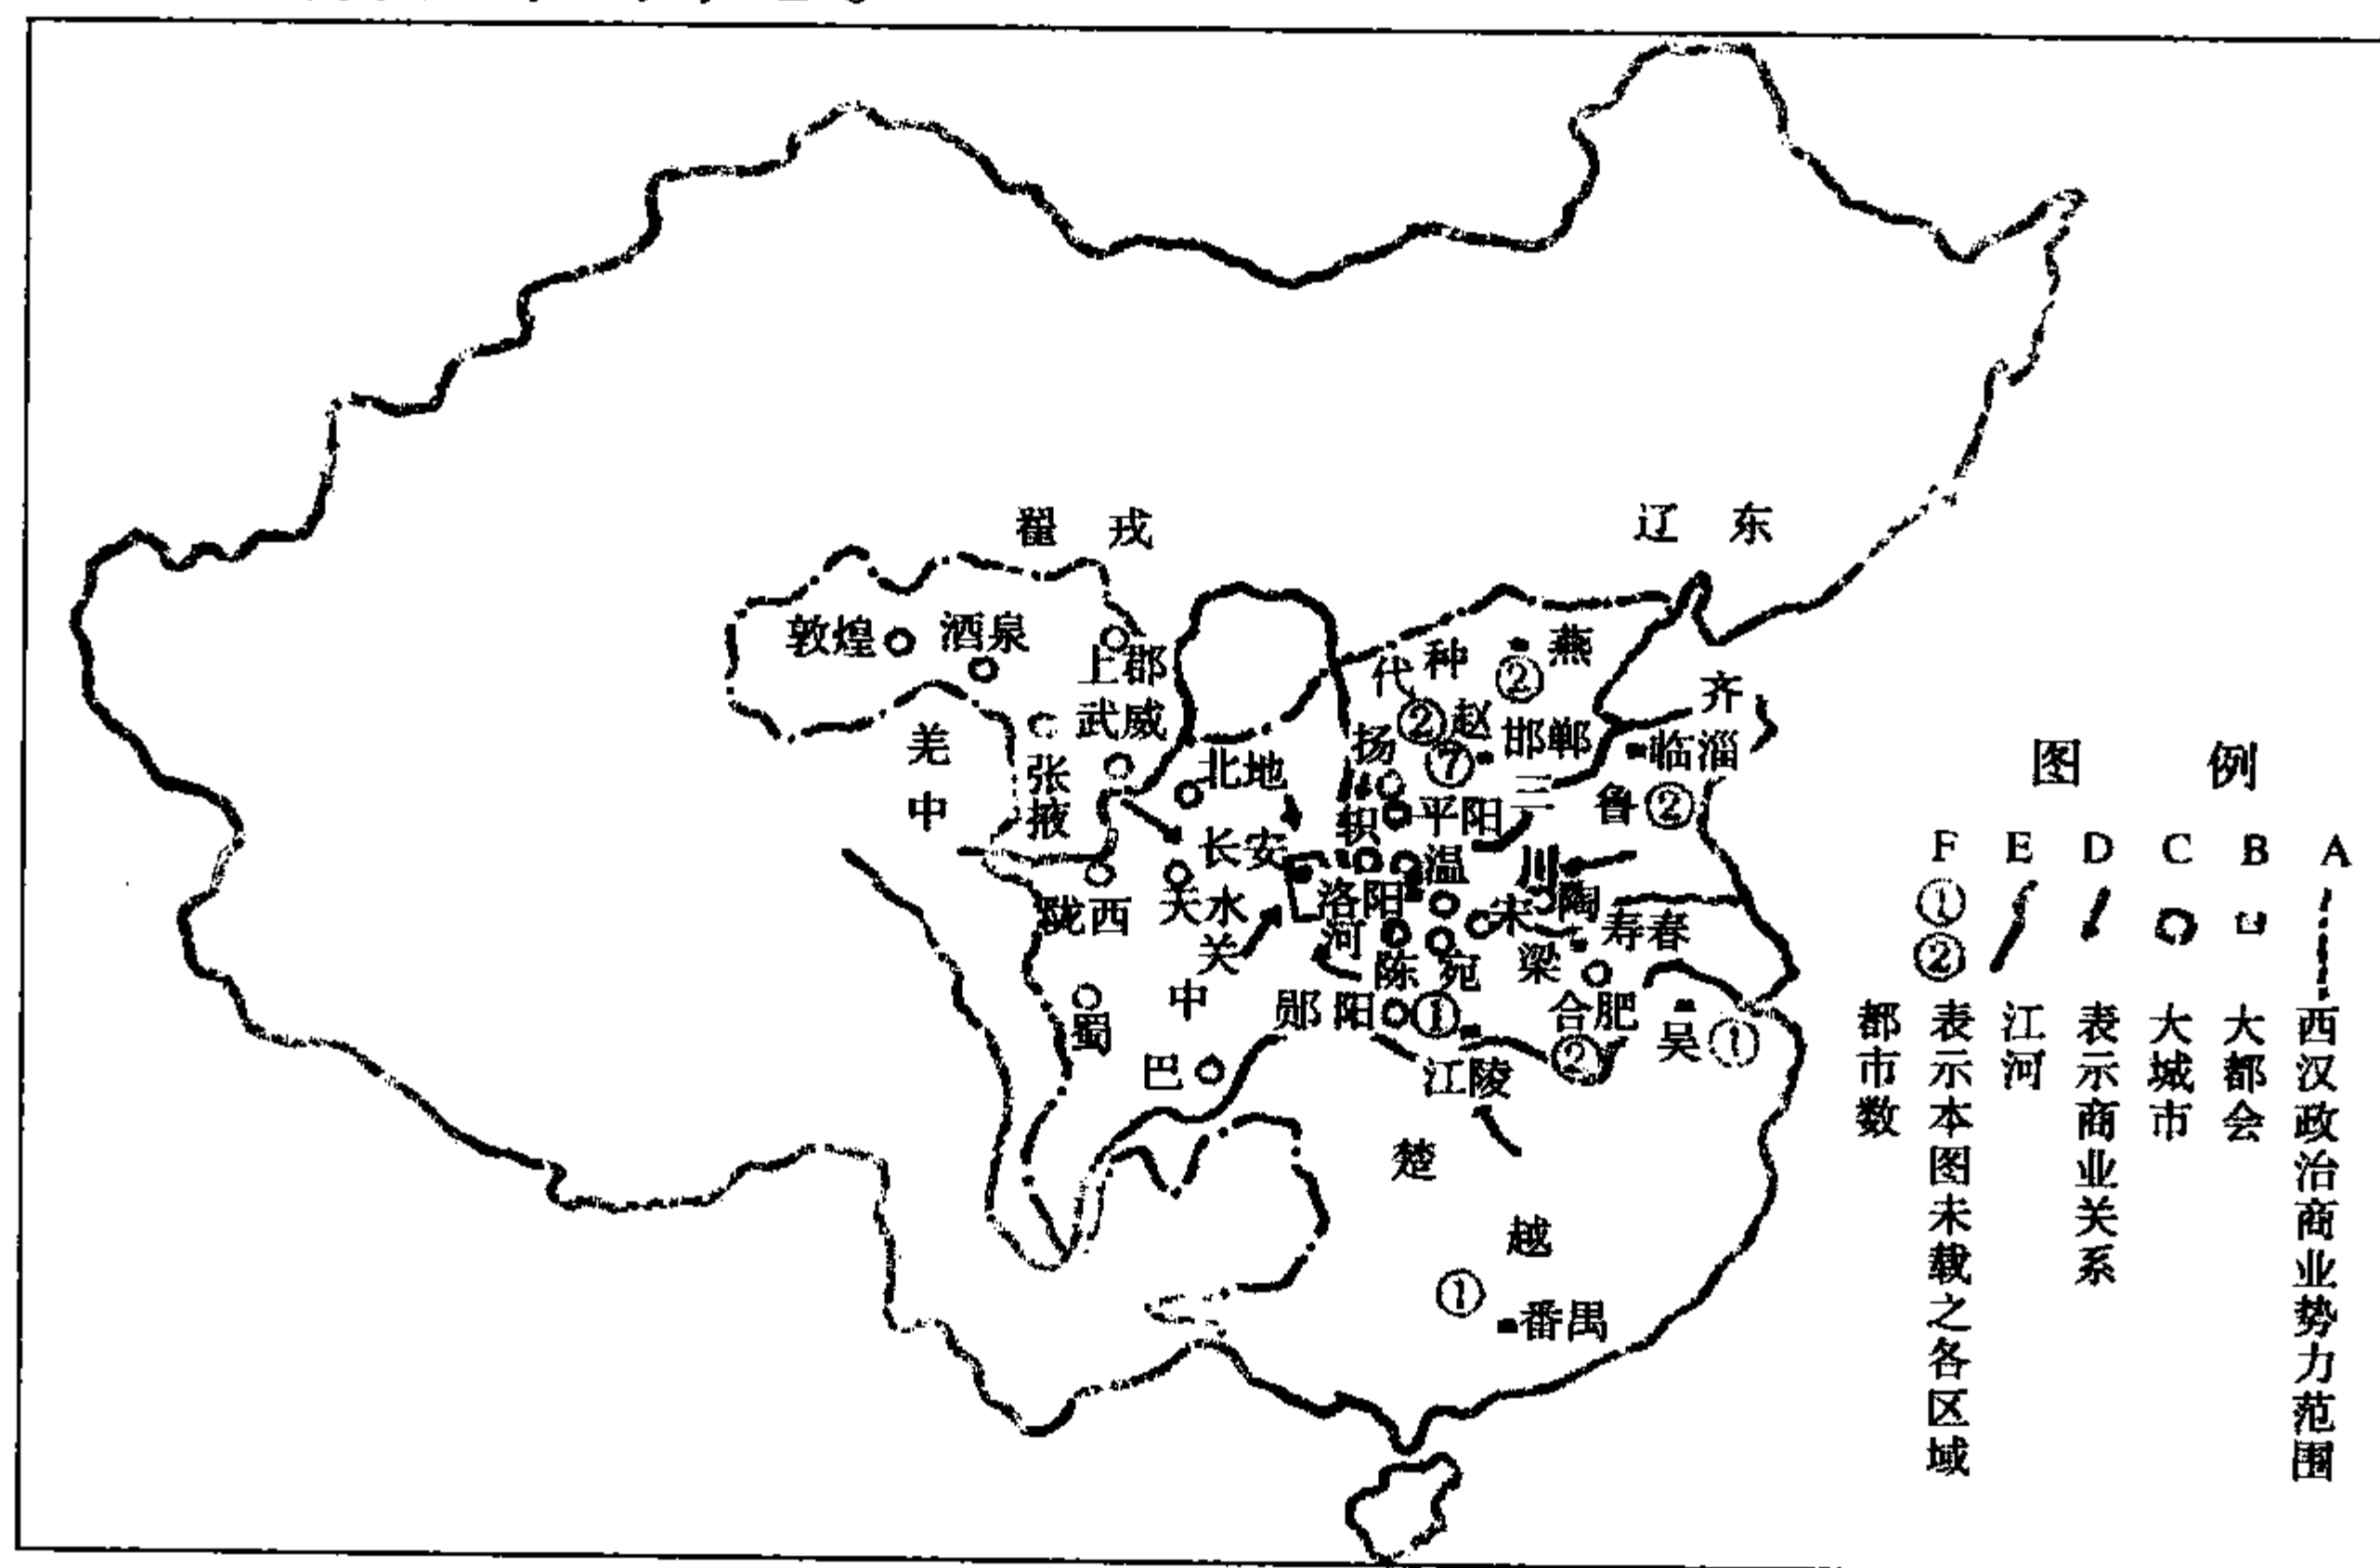 翟 戎
辽 东
敦煌
酒泉
上郡
代
种
燕
②
齐
武威
②
赵
邯郸
扬
⑦
临淄
羌中
张掖
北地
三川
鲁
②
轵
平阳
长安
温
陇西
天水
洛阳
宋
陶
寿春
关中
河
陈
宛
梁
蜀
郧阳
①
合肥
②
吴
①
巴
江陵
楚
越
①
番禺
图 例
A 西汉政治商业势力范围
B 大都会
C 大城市
D 表示商业关系
E 江河
F ①② 表示本图未载之各区域都市数